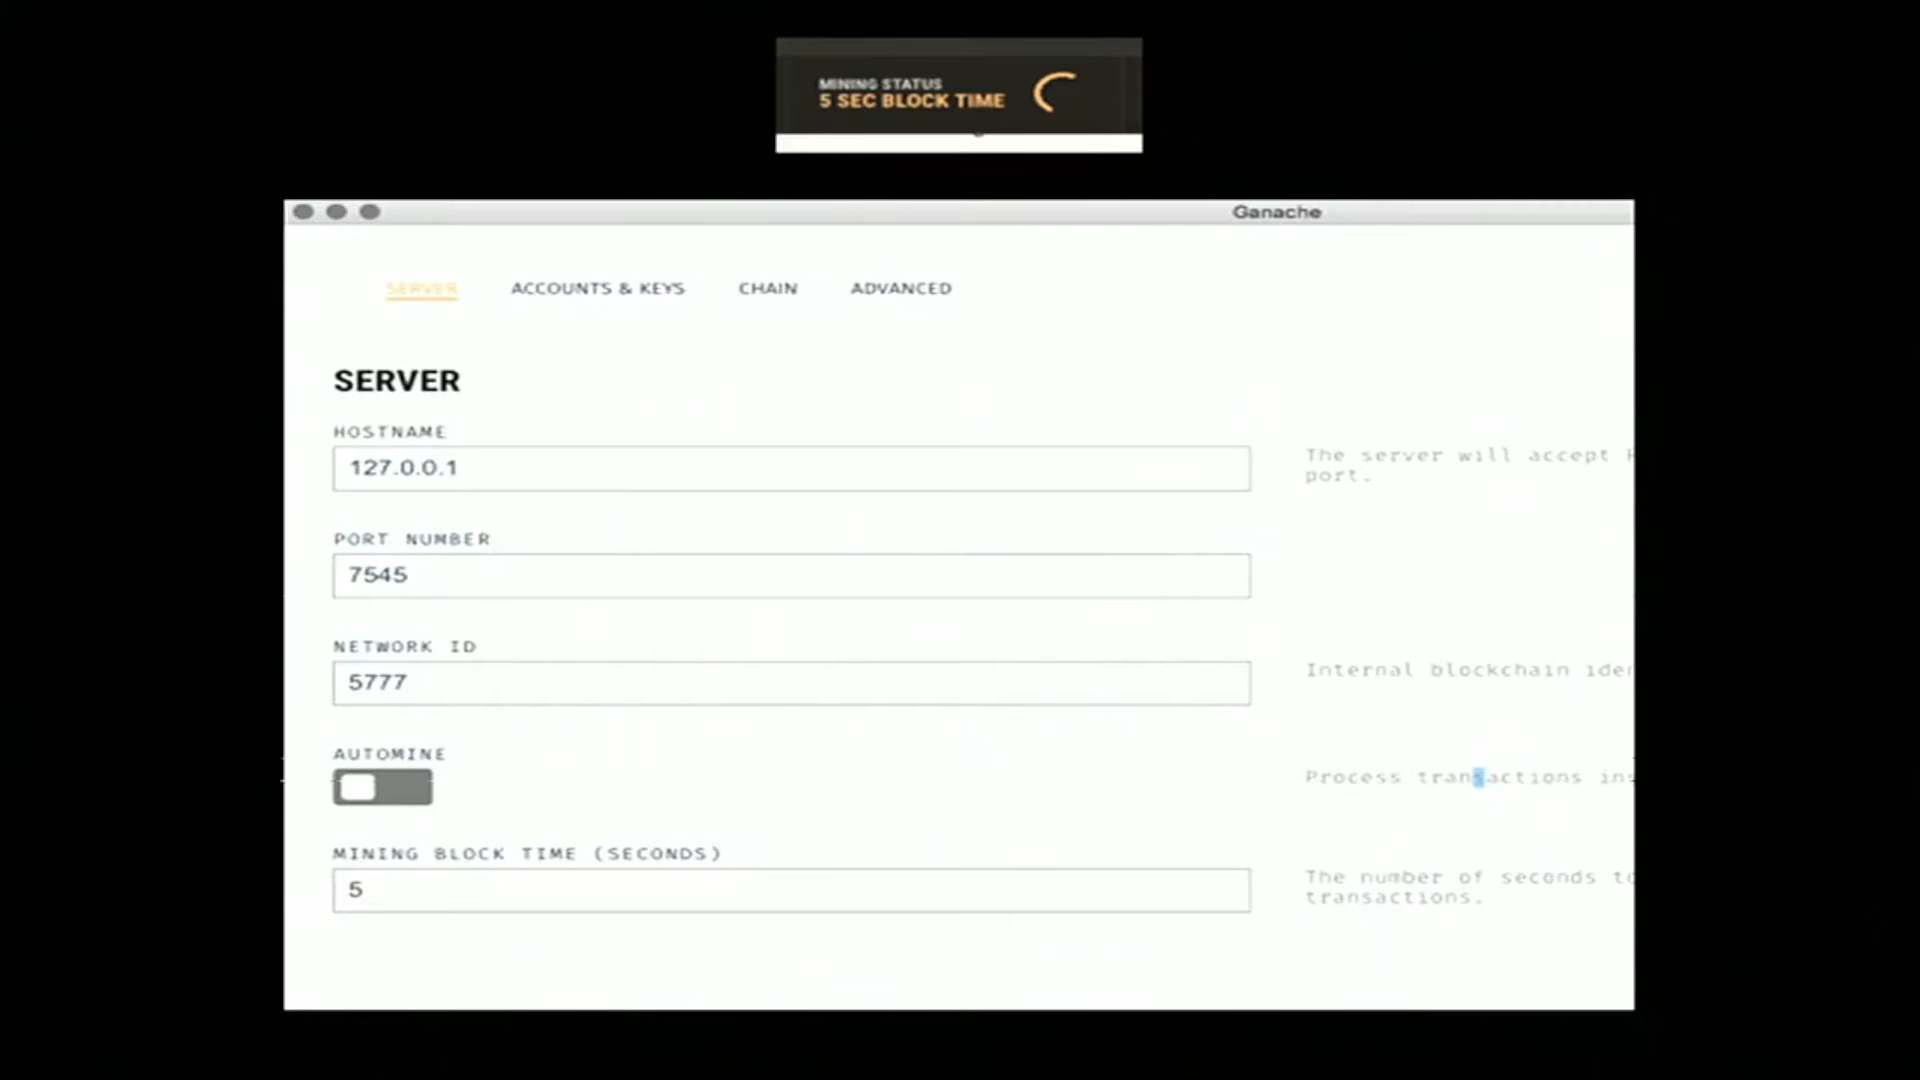 MINING STATUS
5 SEC BLOCK TIME
Ganache
SERVER ACCOUNTS & KEYS CHAIN ADVANCED
SERVER
HOSTNAME
127.0.0.1
The server will accept
port.
PORT NUMBER
7545
NETWORK ID
5777
Internal blockchain
AUTOMINE
Process transactions
MINING BLOCK TIME (SECONDS)
5
The number of seconds
transactions.